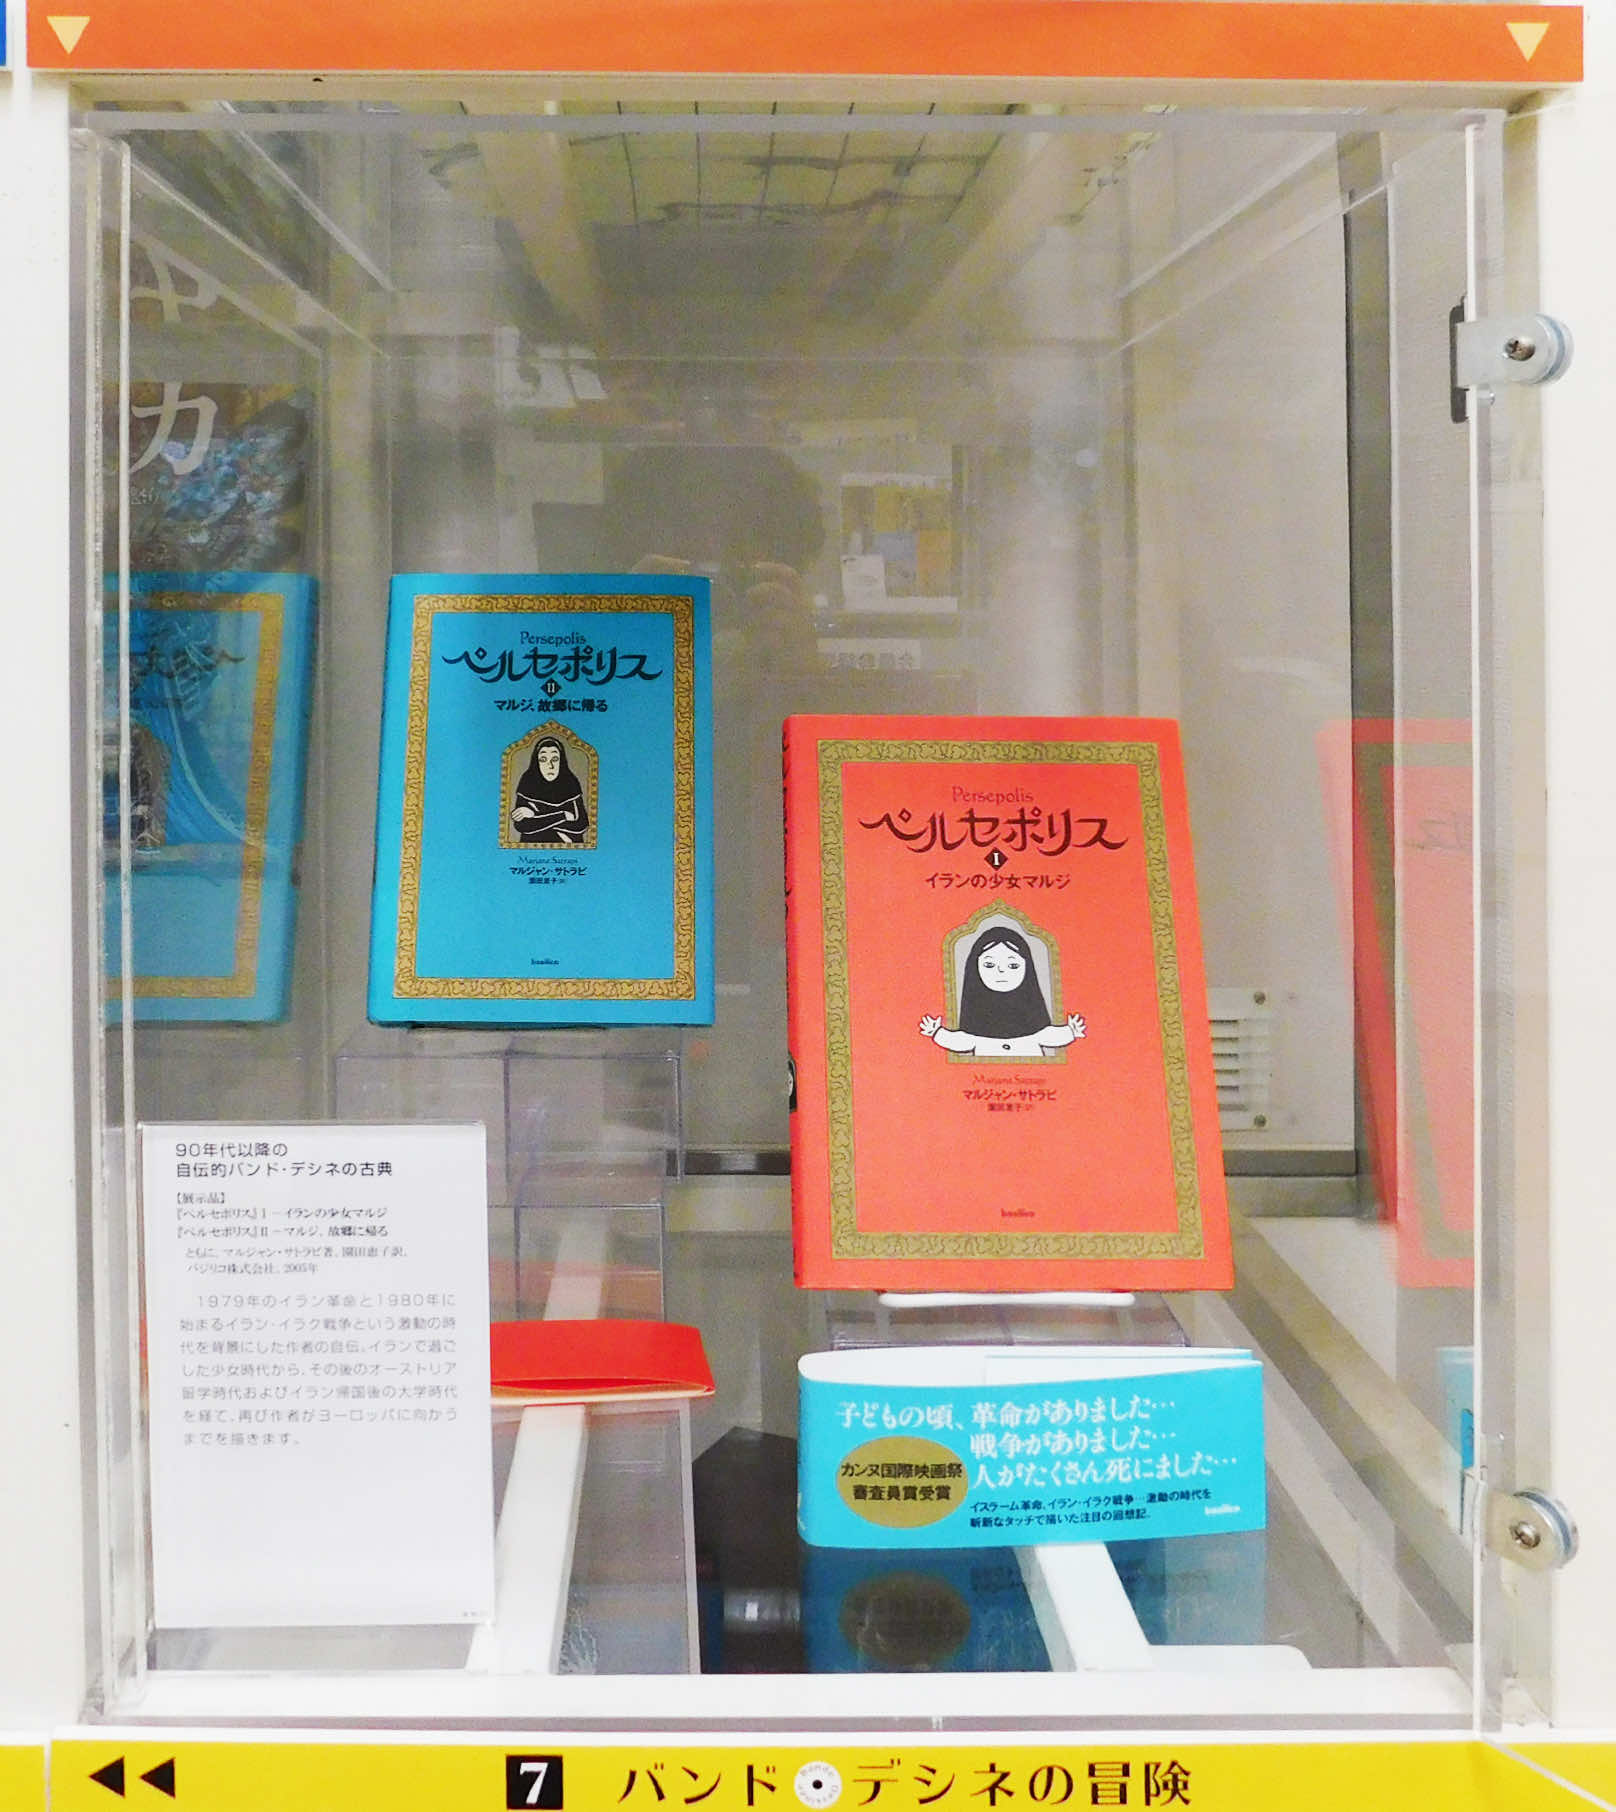 Persepolis
ペルセポリス
II
マルジ、故郷に帰る
Marjane Satrapi
マルジャン・サトラピ
園田恵子 訳
basilico
Persepolis
ペルセポリス
I
イランの少女マルジ
Marjane Satrapi
マルジャン・サトラピ
園田恵子 訳
basilico
90年代以降の
自伝的バンド・デシネの古典
【展示品】
『ペルセポリス』I－イランの少女マルジ
『ペルセポリス』II－マルジ、故郷に帰る
ともに、マルジャン・サトラピ著、園田恵子訳、
バジリコ株式会社、2005年
1979年のイラン革命と1980年に
始まるイラン・イラク戦争という激動の時
代を背景にした作者の自伝。イランで過ご
した少女時代から、その後のオーストリア
留学時代およびイラン帰国後の大学時代
を経て、再び作者がヨーロッパに向かう
までを描きます。
子どもの頃、革命がありました…
戦争がありました…
人がたくさん死にました…
カンヌ国際映画祭
審査員賞受賞
イスラーム革命、イラン・イラク戦争…激動の時代を
斬新なタッチで描いた注目の回想記。
basilico
7 バンド・デシネの冒険